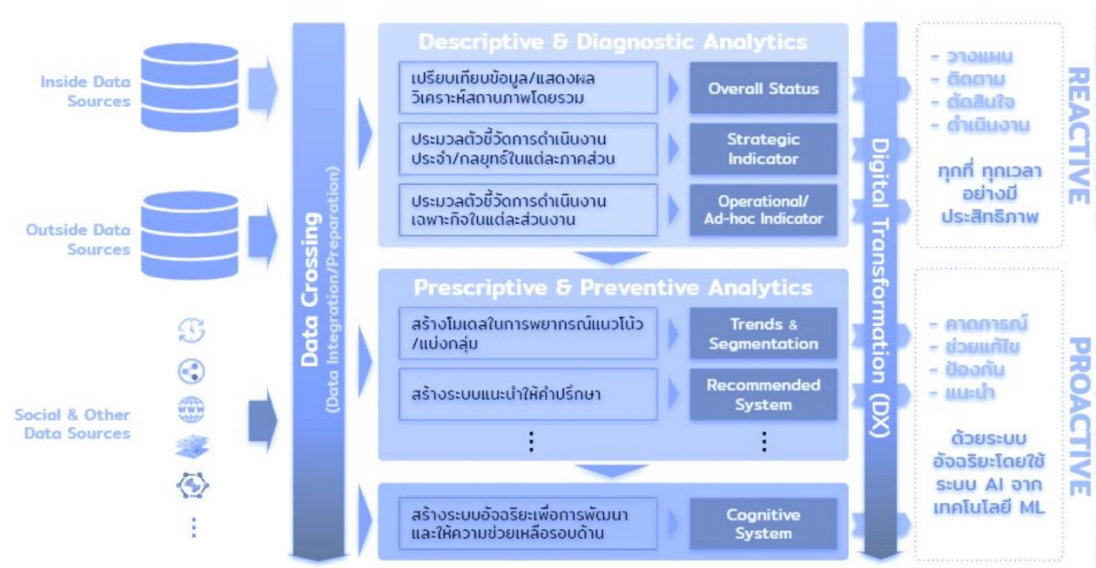 Inside Data
Sources
Outside Data
Sources
Social & Other
Data Sources
WWW
Data Crossing
(Data Integration/Preparation)
Descriptive & Diagnostic Analytics
เปรียบเทียบข้อมูล/แสดงผล
วิเคราะห์สถานภาพโดยรวม
Overall Status
ประมวลตัวชี้วัดการดำเนินงาน
ประจำ/กลยุทธ์ในแต่ละภาคส่วน
Strategic
Indicator
ประมวลตัวชี้วัดการดำเนินงาน
เฉพาะกิจในแต่ละส่วนงาน
Operational/
Ad-hoc Indicator
Prescriptive & Preventive Analytics
สร้างโมเดลในการพยากรณ์แนวโน้ว
/แบ่งกลุ่ม
Trends &
Segmentation
สร้างระบบแนะนำให้คำปรึกษา
Recommended
System
สร้างระบบอัจฉริยะเพื่อการพัฒนา
และให้ความช่วยเหลือรอบด้าน
Cognitive
System
Digital Transformation (DX)
- วางแผน
- ติดตาม
- ตัดสินใจ
- ดำเนินงาน
ทุกที่ ทุกเวลา
อย่างมี
ประสิทธิภาพ
REACTIVE
- คาดการณ์
- ช่วยแก้ไข
- ป้องกัน
- แนะนำ
ด้วยระบบ
อัจฉริยะโดยใช้
ระบบ AI จาก
เทคโนโลยี ML
PROACTIVE